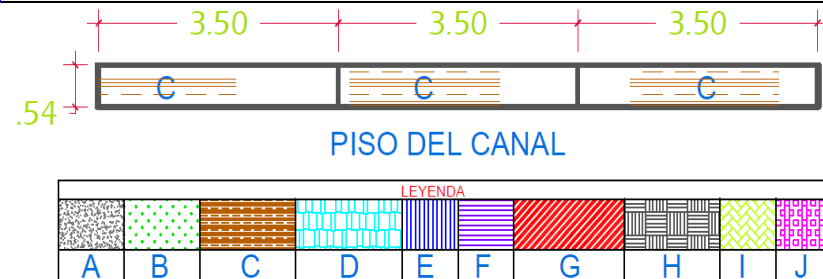 3.50 3.50 3.50
.54
C C C
PISO DEL CANAL
LEYENDA
A B C D E F G H I J